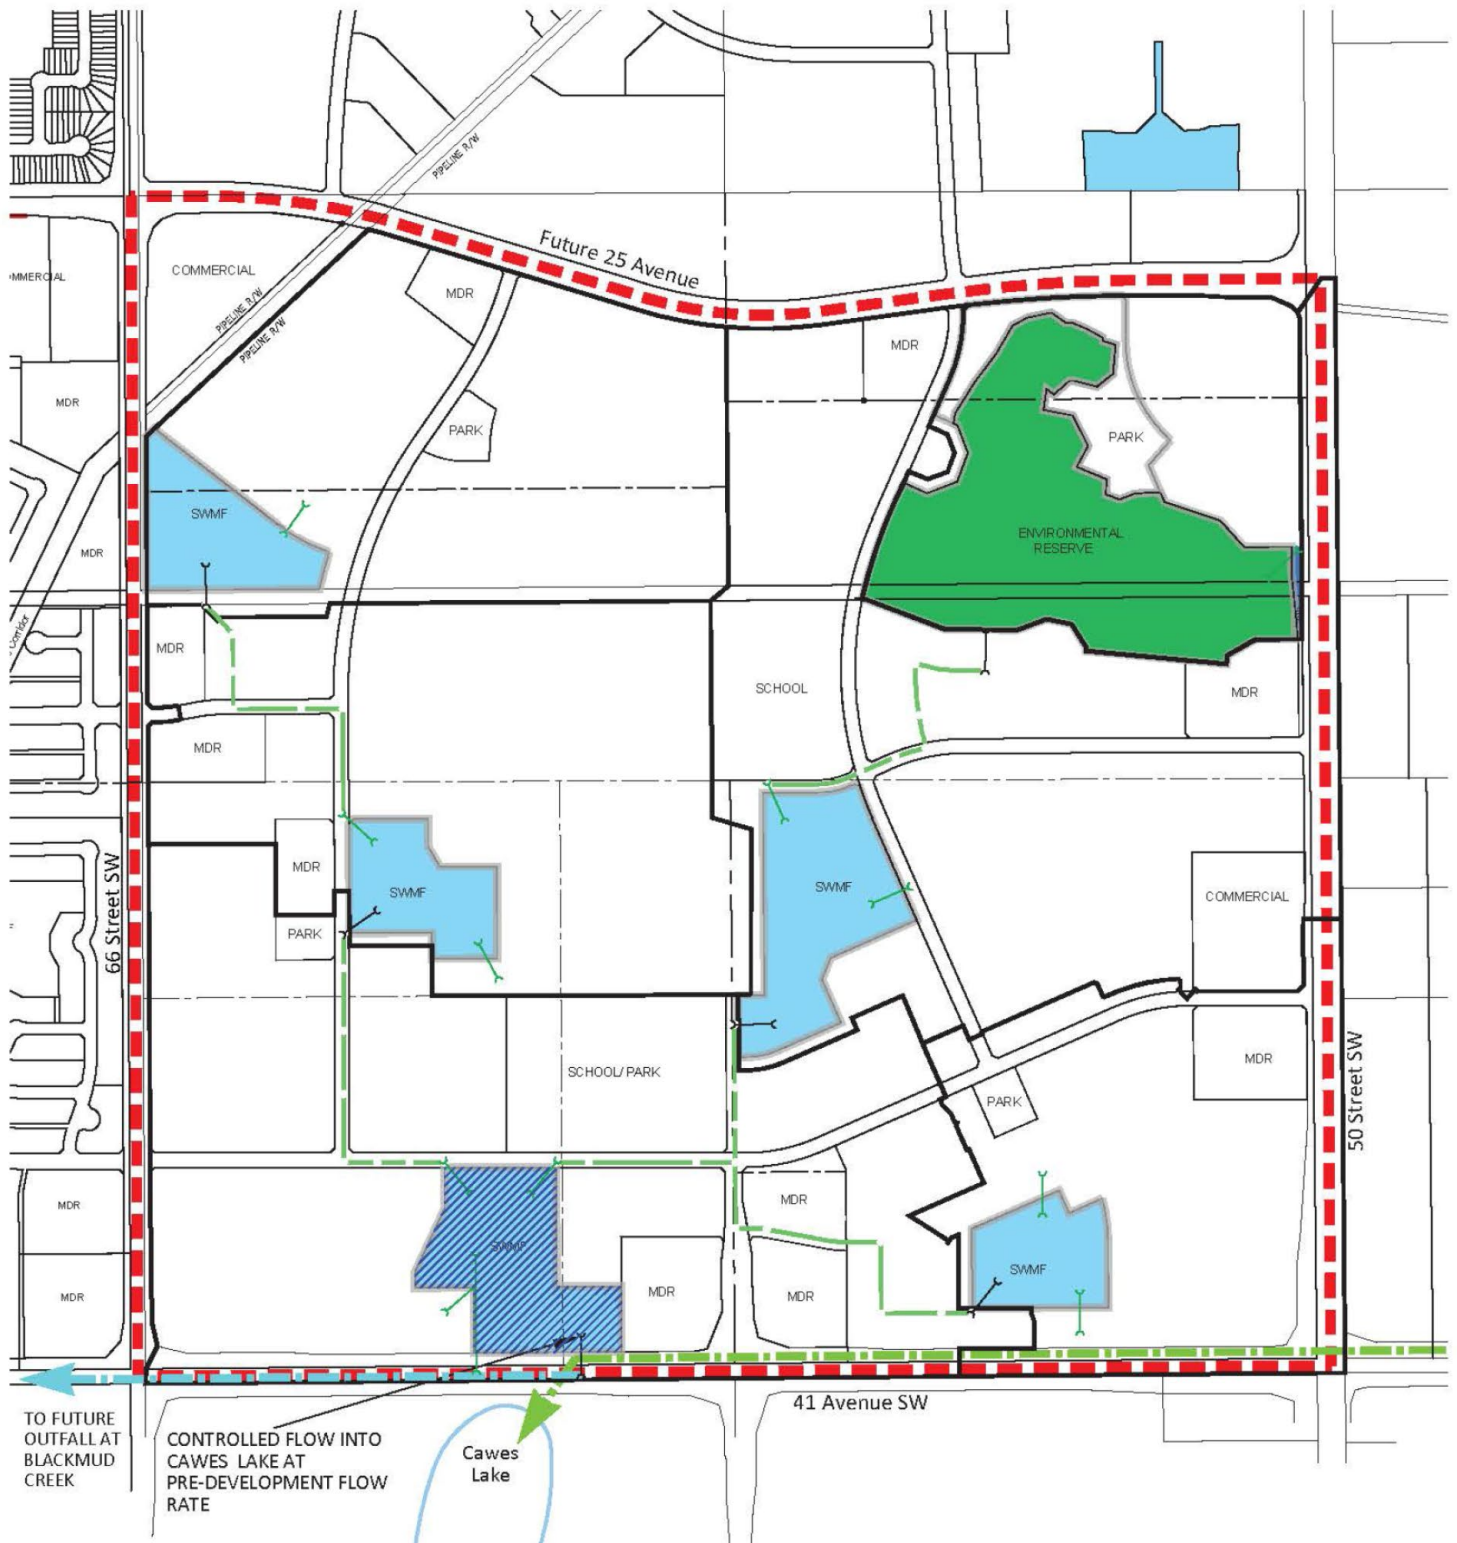 PIPELINE R/W
Future 25 Avenue
COMMERCIAL
OMMERCIAL
MDR
PIPELINE R/W
PIPELINE R/W
MDR
MDR
PARK
PARK
SWMF
ENVIRONMENTAL
RESERVE
MDR
Corridor
MDR
SCHOOL
MDR
MDR
MDR
SWMF
SWMF
COMMERCIAL
66 Street SW
PARK
SCHOOL/PARK
MDR
PARK
50 Street SW
MDR
MDR
SWMF
SWMF
MDR
MDR
MDR
41 Avenue SW
TO FUTURE
OUTFALL AT
BLACKMUD
CREEK
CONTROLLED FLOW INTO
CAWES LAKE AT
PRE-DEVELOPMENT FLOW
RATE
Cawes
Lake